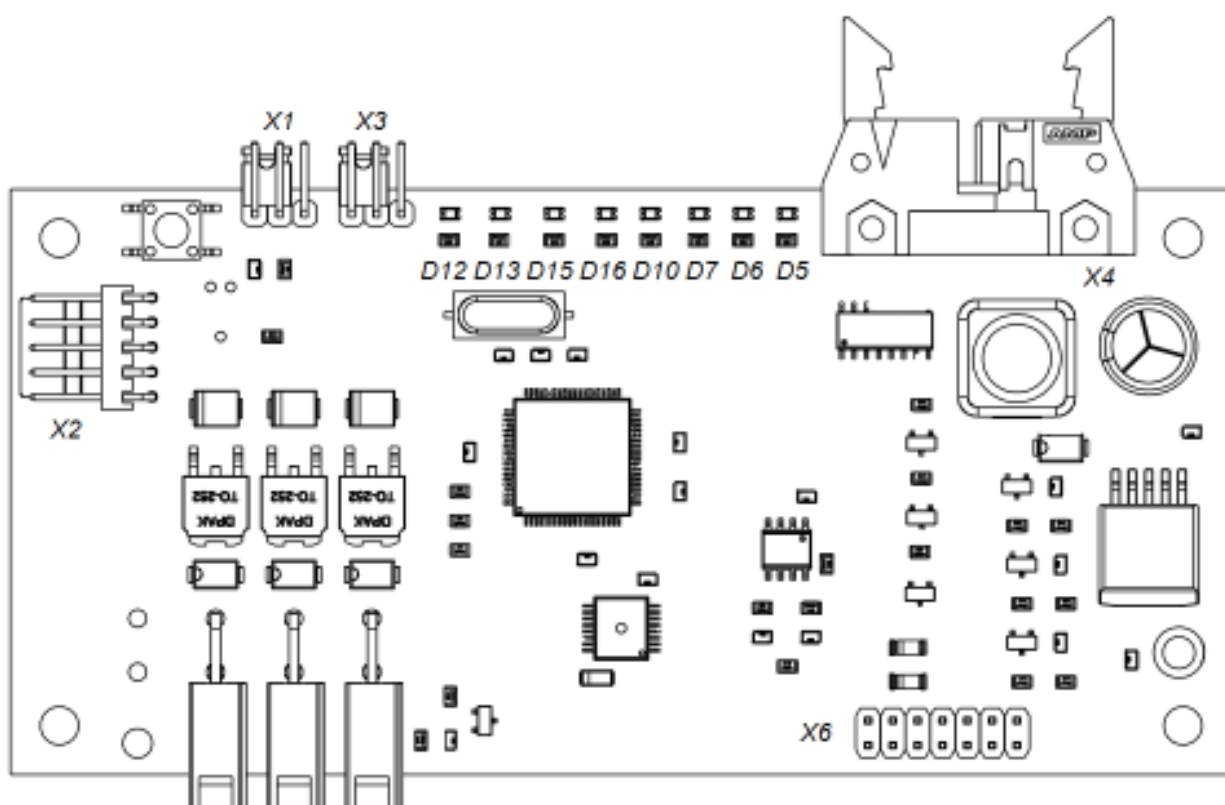 X1 X3
AMP
D12 D13 D15 D16 D10 D7 D6 D5
X4
X2
TO-252 TO-252 TO-252
DPAK DPAK DPAK
X6